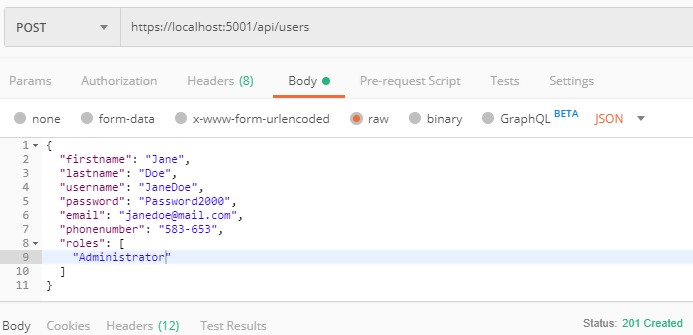 POST https://localhost:5001/api/users
Params Authorization Headers (8) Body Pre-request Script Tests Settings
none form-data x-www-form-urlencoded raw binary GraphQL BETA JSON
1 {
2 "firstname": "Jane",
3 "lastname": "Doe",
4 "username": "JaneDoe",
5 "password": "Password2000",
6 "email": "janedoe@mail.com",
7 "phonenumber": "583-653",
8 "roles": [
9 "Administrator"
10 ]
11 }
Body Cookies Headers (12) Test Results Status: 201 Created